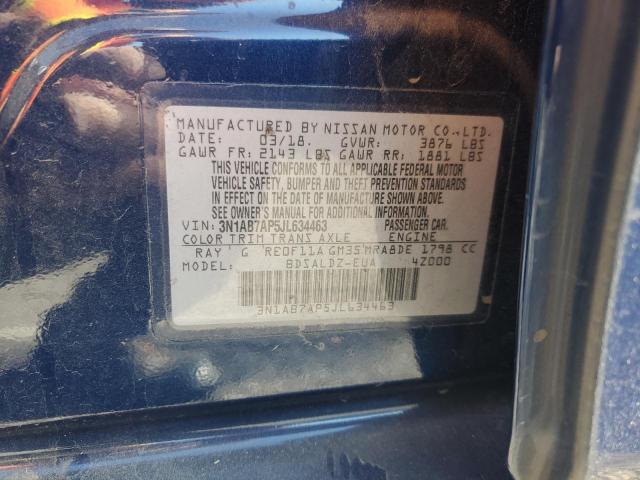 MANUFACTURED BY NISSAN MOTOR CO.,LTD.
DATE: 03/18. GVWR: 3876 LBS
GAWR FR: 2143 LBS GAWR RR: 1881 LBS
THIS VEHICLE CONFORMS TO ALL APPLICABLE FEDERAL MOTOR
VEHICLE SAFETY, BUMPER AND THEFT PREVENTION STANDARDS
IN EFFECT ON THE DATE OF MANUFACTURE SHOWN ABOVE.
SEE OWNER'S MANUAL FOR ADDITIONAL INFORMATION.
VIN: 3N1AB7AP5JL634463 PASSENGER CAR.
COLOR TRIM TRANS AXLE ENGINE
RAY ' G RE0F11A GM35'MRA8DE 1798 CC
MODEL: BDSALDZ-EUA 4Z000
3N1AB7AP5JL634463